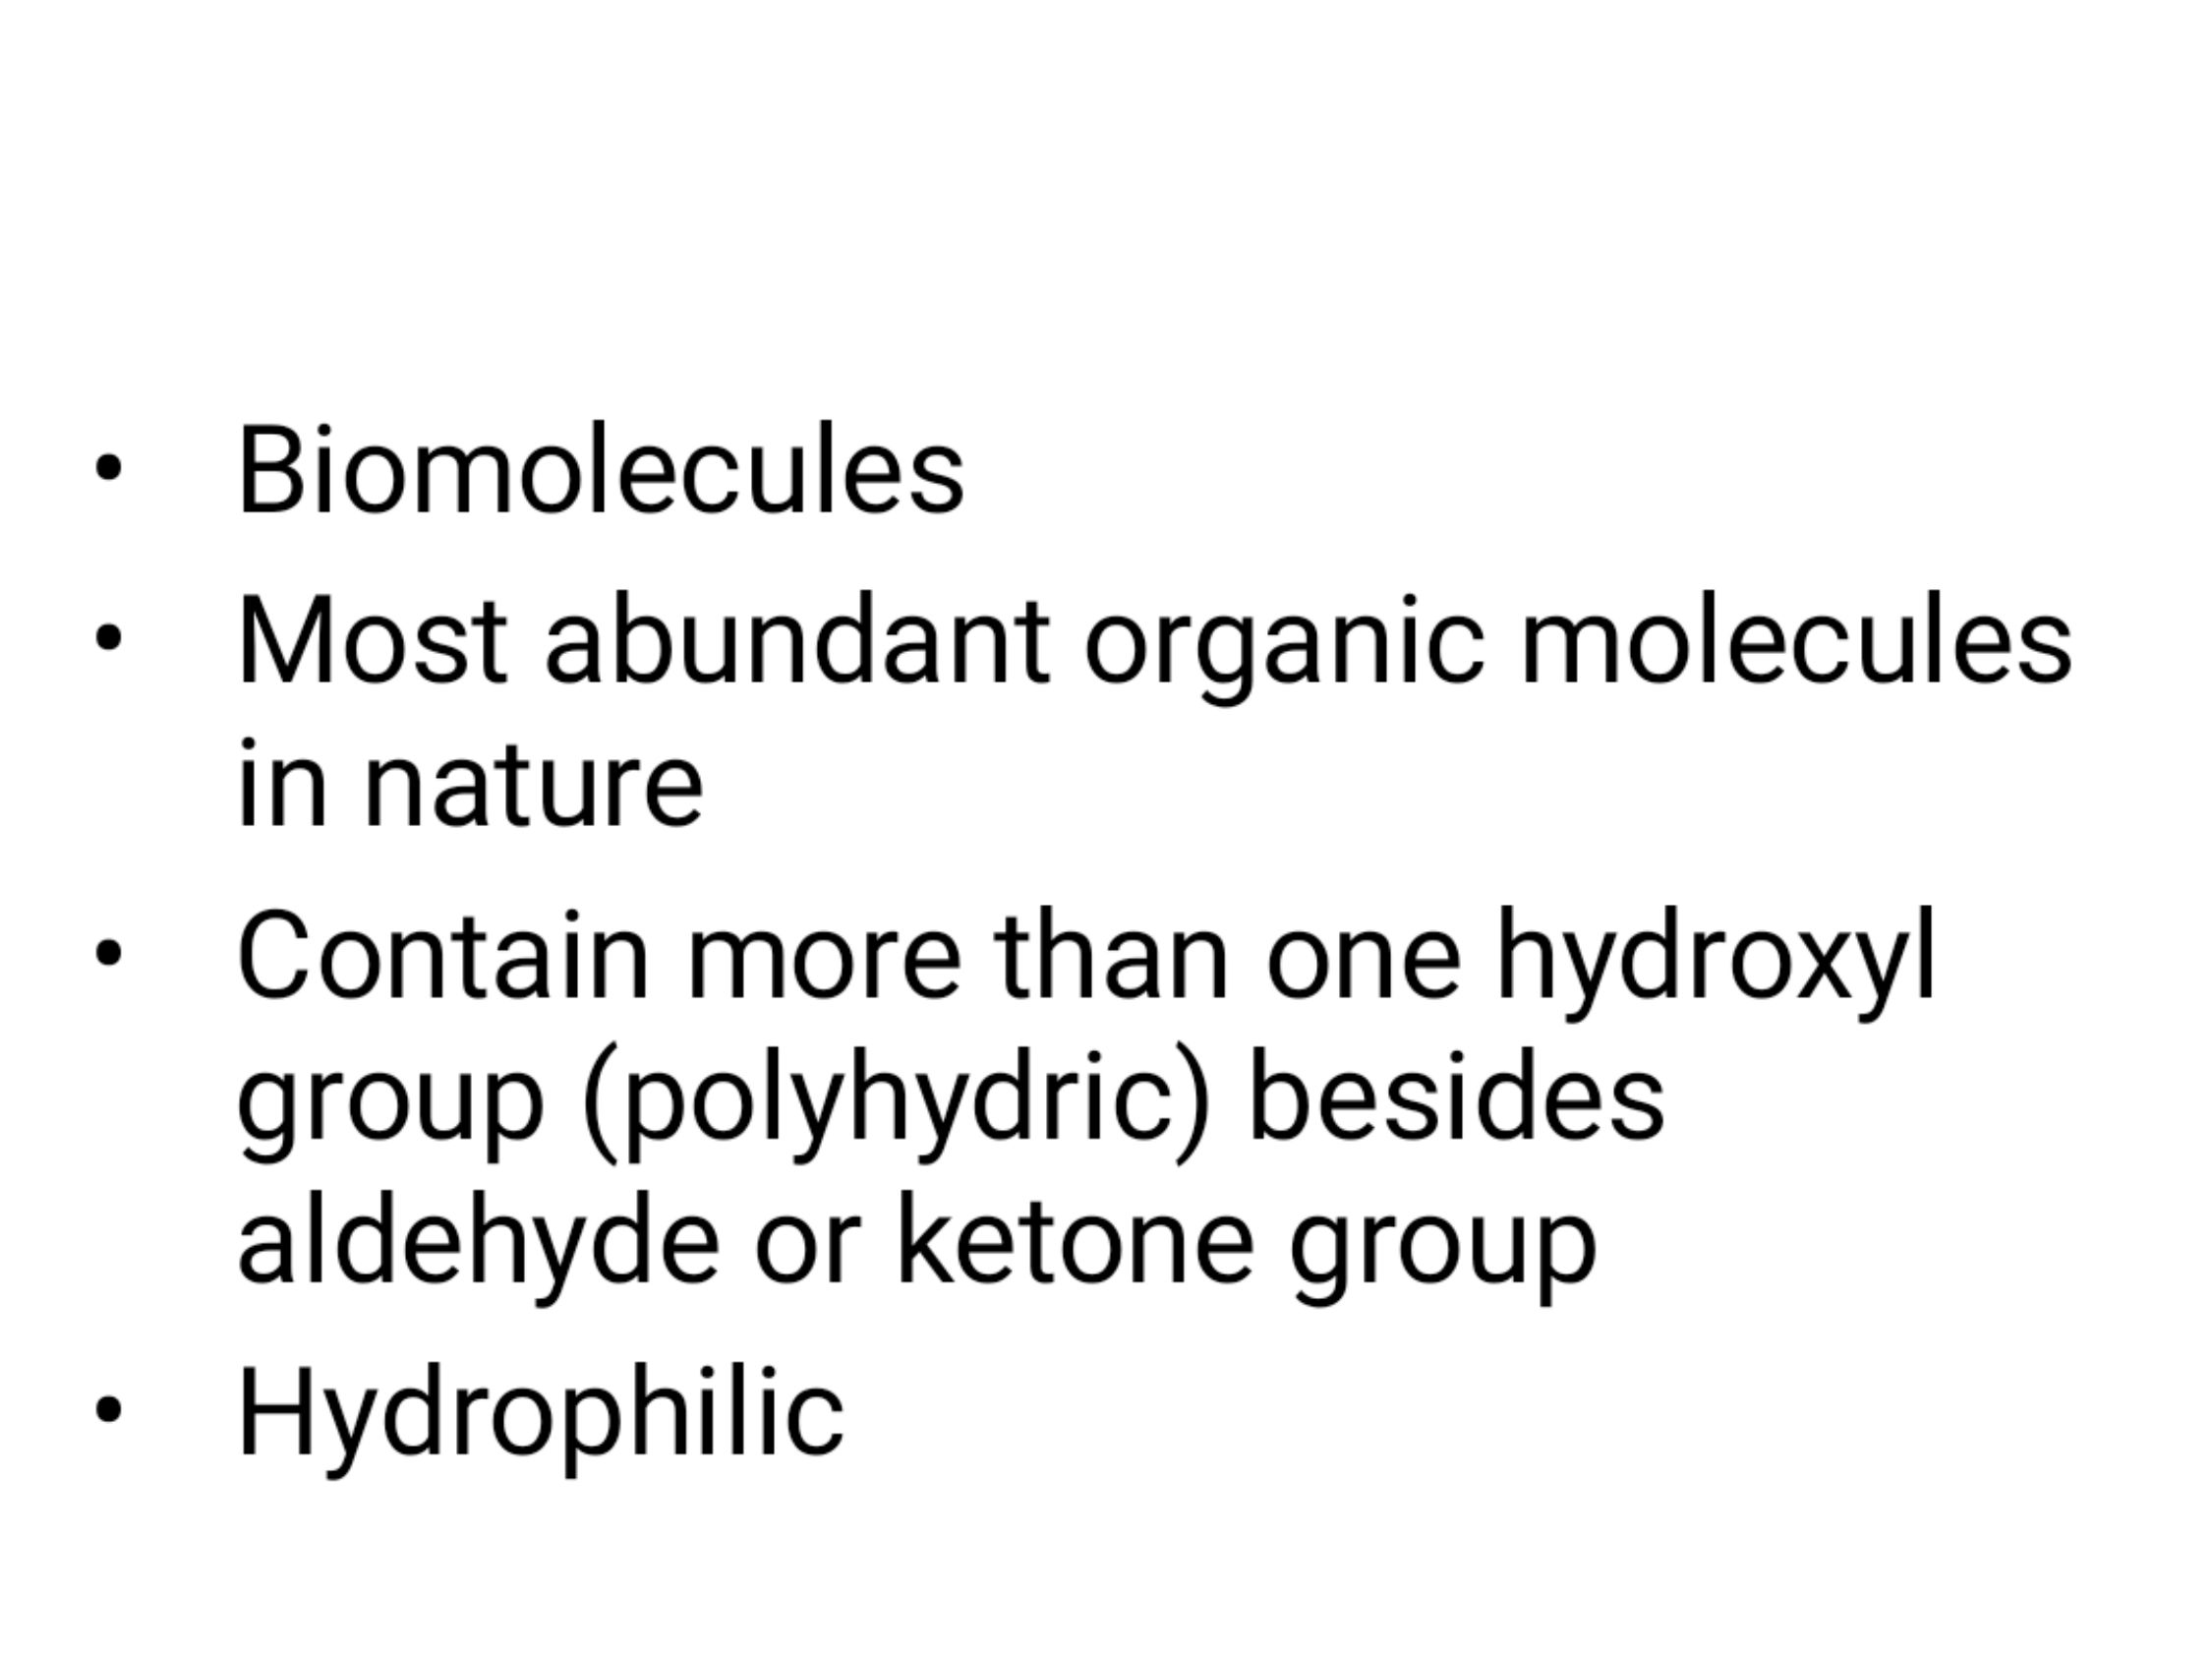 • Biomolecules
• Most abundant organic molecules
in nature
• Contain more than one hydroxyl
group (polyhydric) besides
aldehyde or ketone group
• Hydrophilic